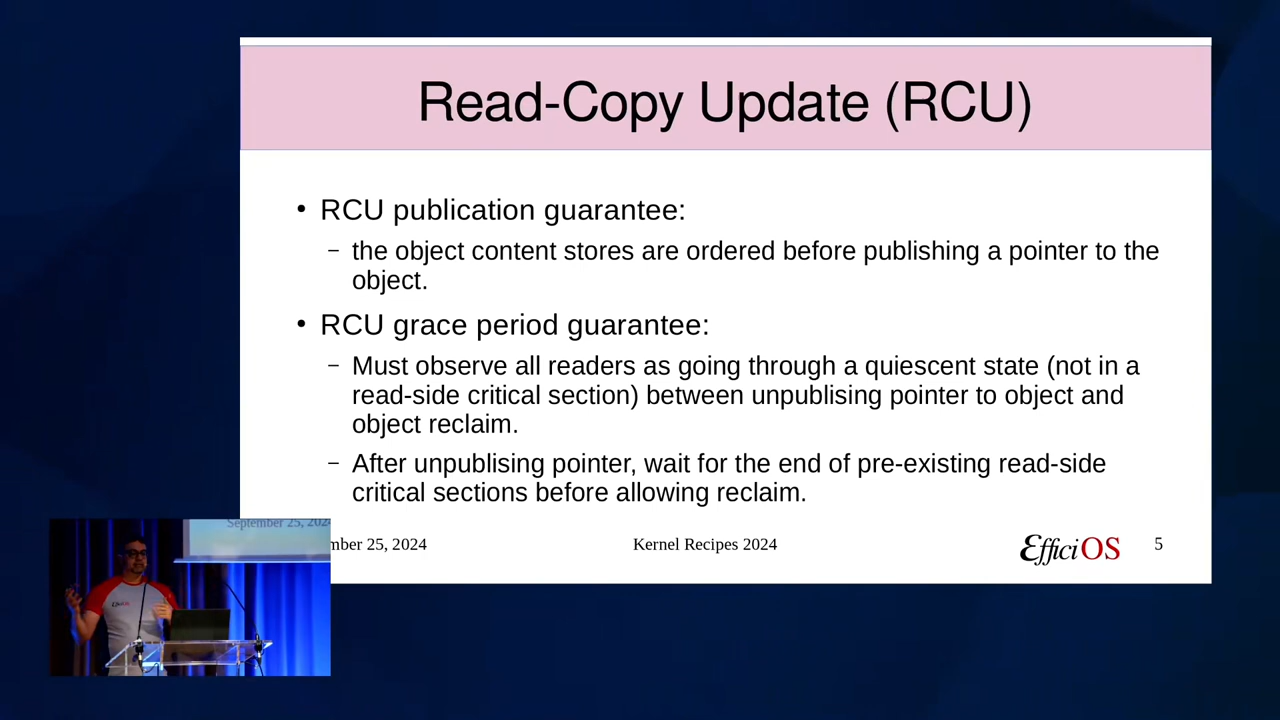 Read-Copy Update (RCU)
• RCU publication guarantee:
– the object content stores are ordered before publishing a pointer to the
object.
• RCU grace period guarantee:
– Must observe all readers as going through a quiescent state (not in a
read-side critical section) between unpublising pointer to object and
object reclaim.
– After unpublising pointer, wait for the end of pre-existing read-side
critical sections before allowing reclaim.
September 25, 2024
mber 25, 2024 Kernel Recipes 2024 EfficiOS 5